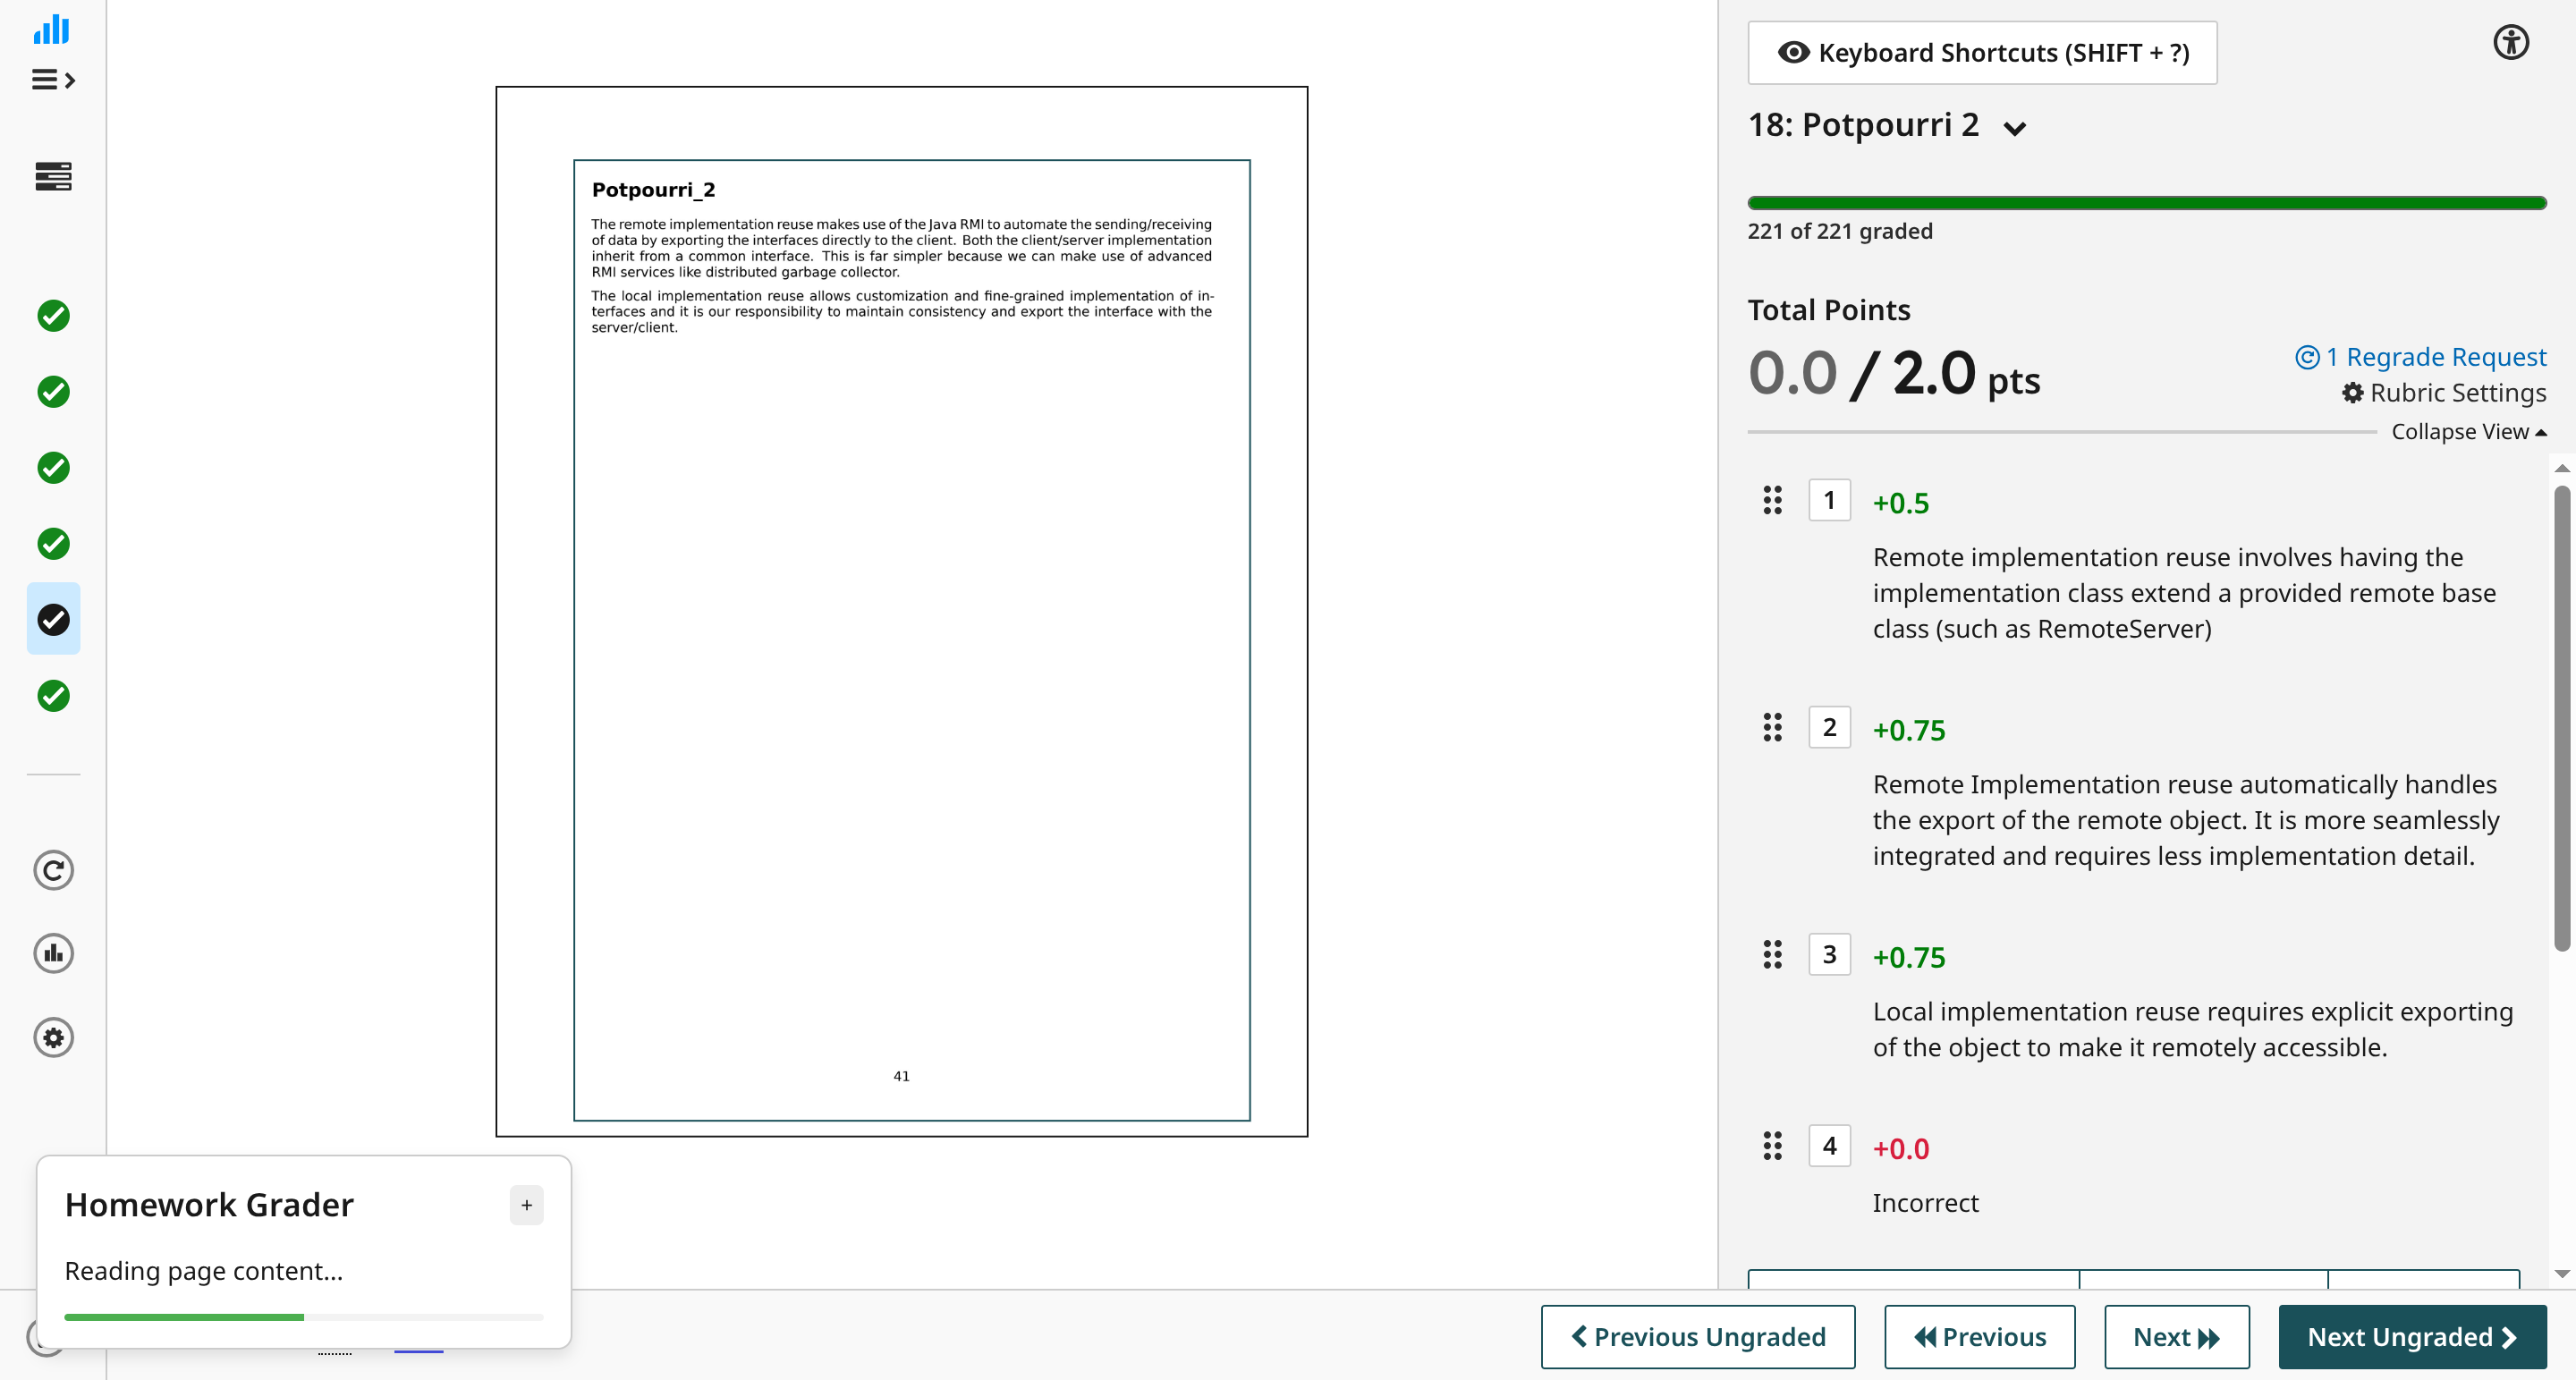 Keyboard Shortcuts (SHIFT + ?)
18: Potpourri 2
221 of 221 graded
Total Points
0.0 / 2.0 pts
1 Regrade Request
Rubric Settings
Collapse View
1 +0.5
Remote implementation reuse involves having the
implementation class extend a provided remote base
class (such as RemoteServer)
2 +0.75
Remote Implementation reuse automatically handles
the export of the remote object. It is more seamlessly
integrated and requires less implementation detail.
3 +0.75
Local implementation reuse requires explicit exporting
of the object to make it remotely accessible.
4 +0.0
Incorrect
Potpourri_2
The remote implementation reuse makes use of the Java RMI to automate the sending/receiving
of data by exporting the interfaces directly to the client. Both the client/server implementation
inherit from a common interface. This is far simpler because we can make use of advanced
RMI services like distributed garbage collector.
The local implementation reuse allows customization and fine-grained implementation of in-
terfaces and it is our responsibility to maintain consistency and export the interface with the
server/client.
41
Homework Grader
+
Reading page content...
Previous Ungraded
Previous
Next
Next Ungraded